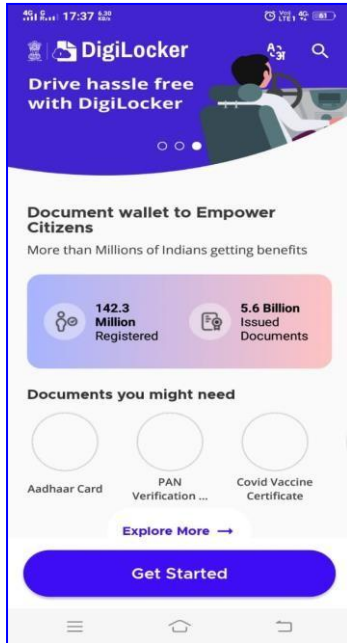 17:37
DigiLocker
Drive hassle free
with DigiLocker
Document wallet to Empower
Citizens
More than Millions of Indians getting benefits
142.3
Million
Registered
5.6 Billion
Issued
Documents
Documents you might need
Aadhaar Card
PAN
Verification ...
Covid Vaccine
Certificate
Explore More →
Get Started